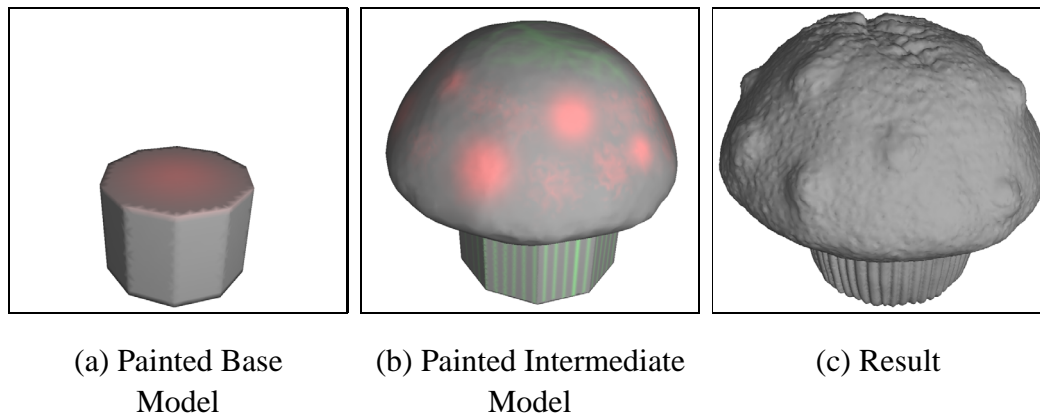 (a) Painted Base
Model
(b) Painted Intermediate
Model
(c) Result